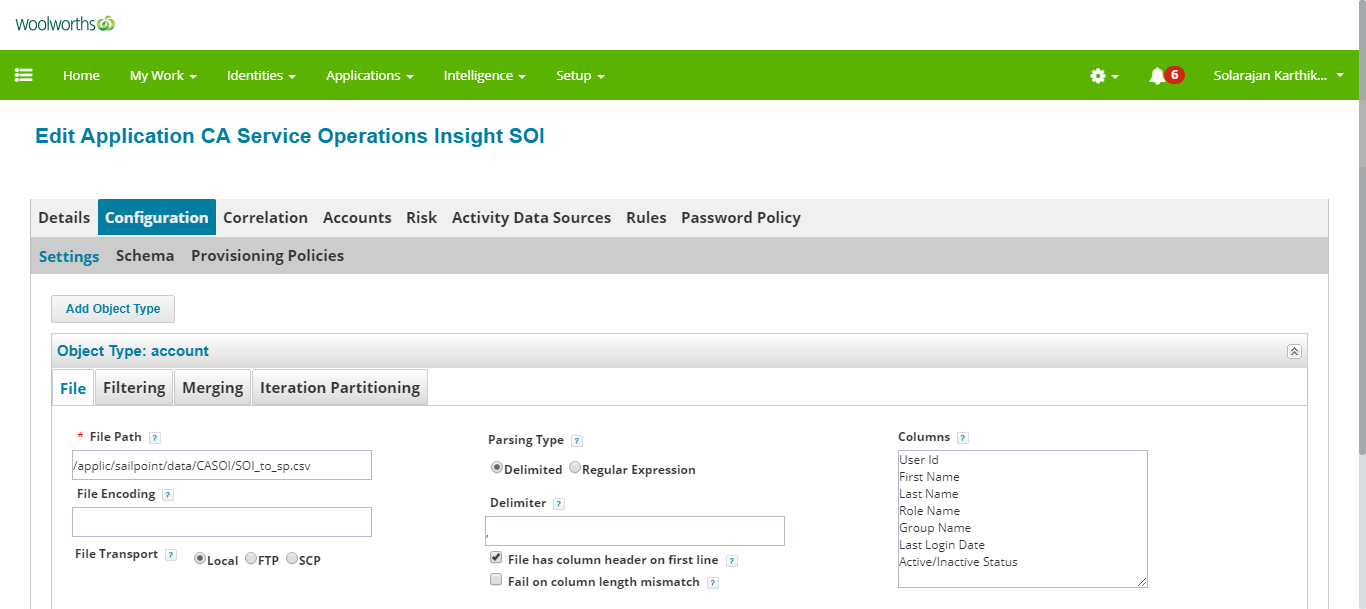 woolworths
Home My Work Identities Applications Intelligence Setup 6 Solarajan Karthik...
Edit Application CA Service Operations Insight SOI
Details Configuration Correlation Accounts Risk Activity Data Sources Rules Password Policy
Settings Schema Provisioning Policies
Add Object Type
Object Type: account
File Filtering Merging Iteration Partitioning
* File Path ?
/applic/sailpoint/data/CASOI/SOI_to_sp.csv
File Encoding ?
File Transport ? Local FTP SCP
Parsing Type ?
Delimited Regular Expression
Delimiter ?
,
File has column header on first line ?
Fail on column length mismatch ?
Columns ?
User Id
First Name
Last Name
Role Name
Group Name
Last Login Date
Active/Inactive Status